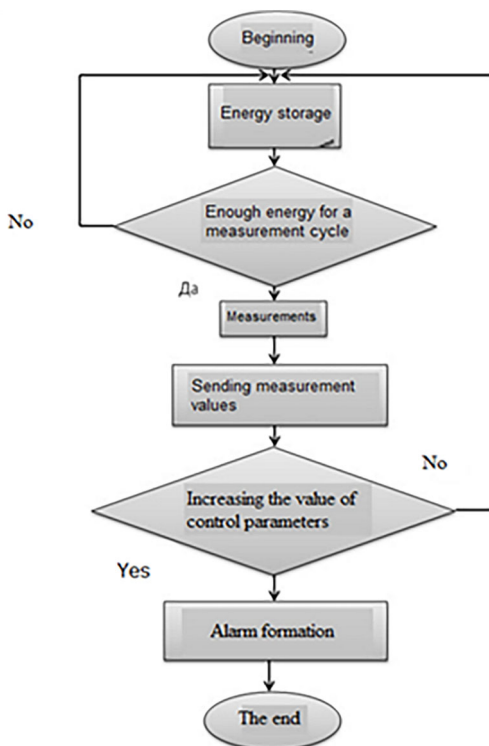 Beginning
Energy storage
Enough energy for a
measurement cycle
No
Да
Measurements
Sending measurement
values
No
Increasing the value of
control parameters
Yes
Alarm formation
The end